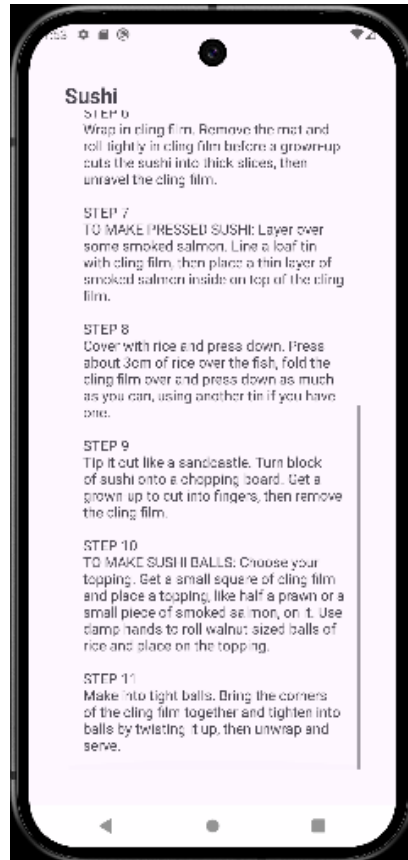 Sushi
STEP 6
Wrap in cling film. Remove the mat and
roll tightly in cling film before a grown-up
cuts the sushi into thick slices, then
unravel the cling film.
STEP 7
TO MAKE PRESSED SUSHI: Layer over
some smoked salmon. Line a loaf tin
with cling film, then place a thin layer of
smoked salmon inside on top of the cling
film.
STEP 8
Cover with rice and press down. Press
about 3cm of rice over the fish, fold the
cling film over and press down as much
as you can, using another tin if you have
one.
STEP 9
Tip it out like a sandcastle. Turn block
of sushi onto a chopping board. Get a
grown-up to cut into fingers, then remove
the cling film.
STEP 10
TO MAKE SUSHI BALLS: Choose your
topping. Get a small square of cling film
and place a topping, like half a prawn or a
small piece of smoked salmon, on it. Use
damp hands to roll walnut-sized balls of
rice and place on the topping.
STEP 11
Make into tight balls. Bring the corners
of the cling film together and tighten into
balls by twisting it up, then unwrap and
serve.